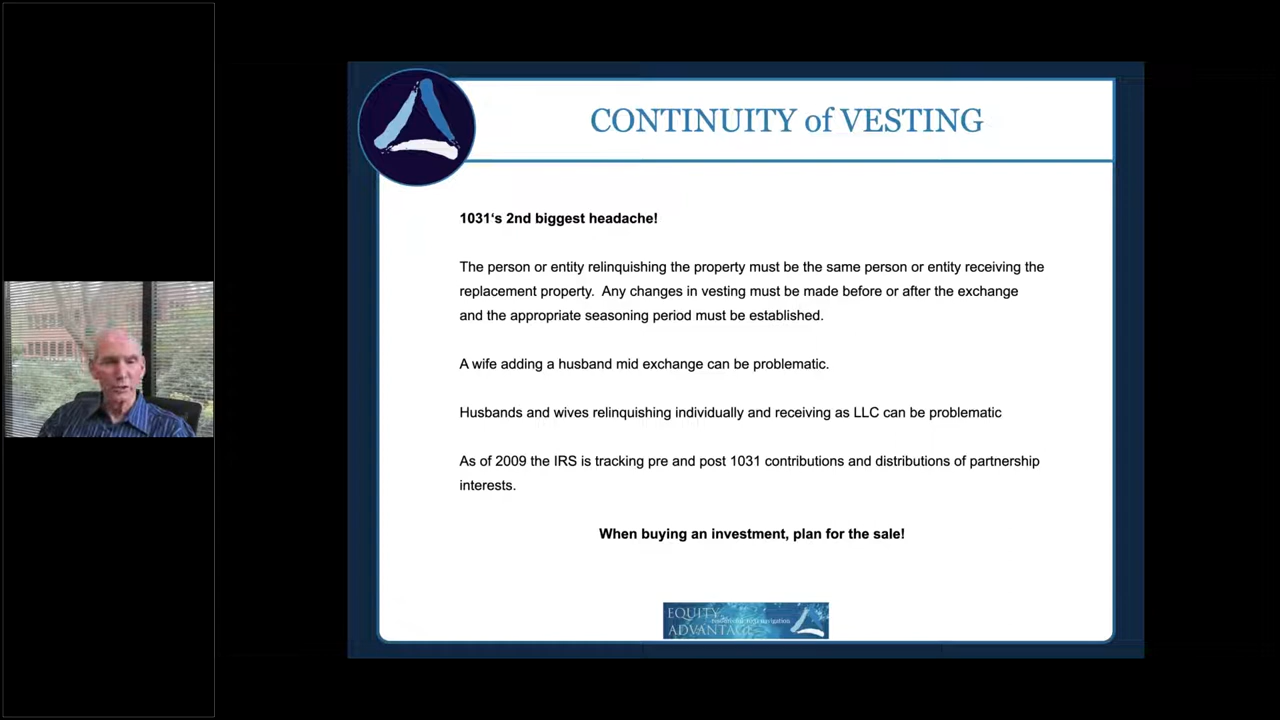 CONTINUITY of VESTING
1031‘s 2nd biggest headache!
The person or entity relinquishing the property must be the same person or entity receiving the
replacement property.  Any changes in vesting must be made before or after the exchange
and the appropriate seasoning period must be established.
A wife adding a husband mid exchange can be problematic.
Husbands and wives relinquishing individually and receiving as LLC can be problematic
As of 2009 the IRS is tracking pre and post 1031 contributions and distributions of partnership
interests.
When buying an investment, plan for the sale!
EQUITY
ADVANTAGE